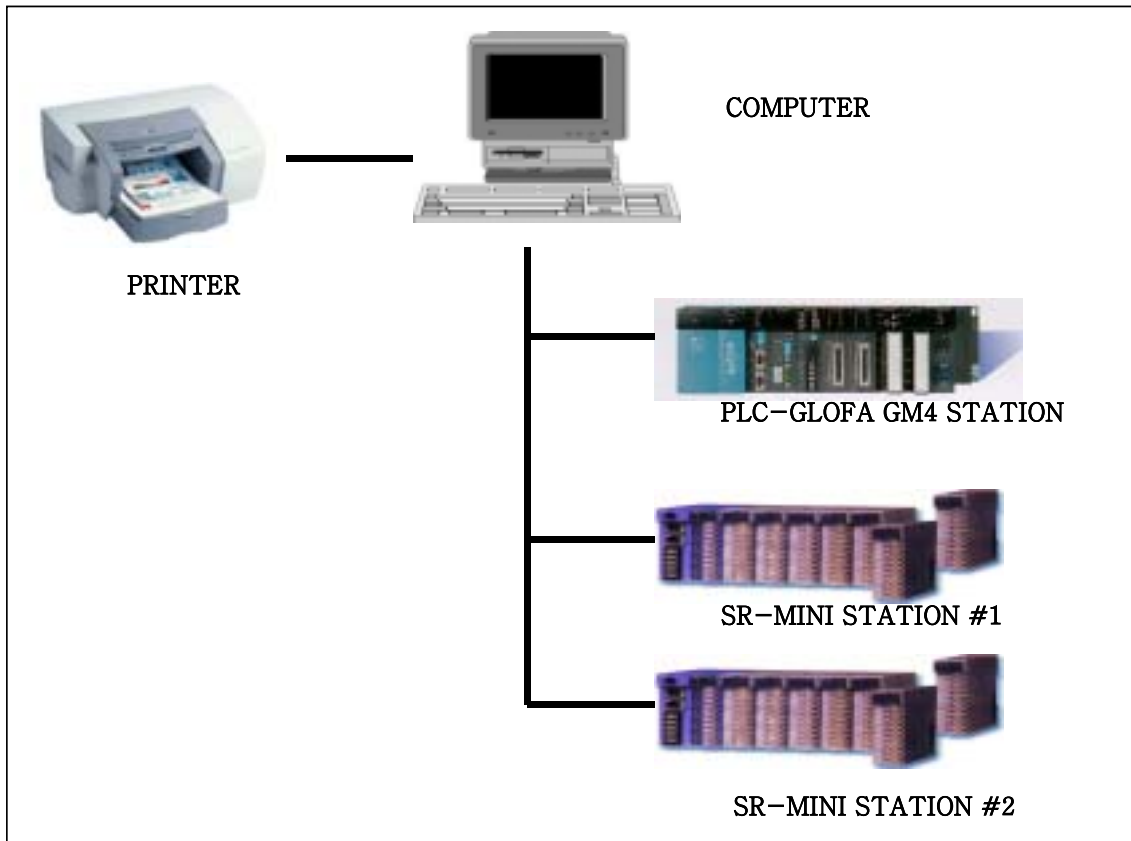 COMPUTER
PRINTER
PLC-GLOFA GM4 STATION
SR-MINI STATION #1
SR-MINI STATION #2